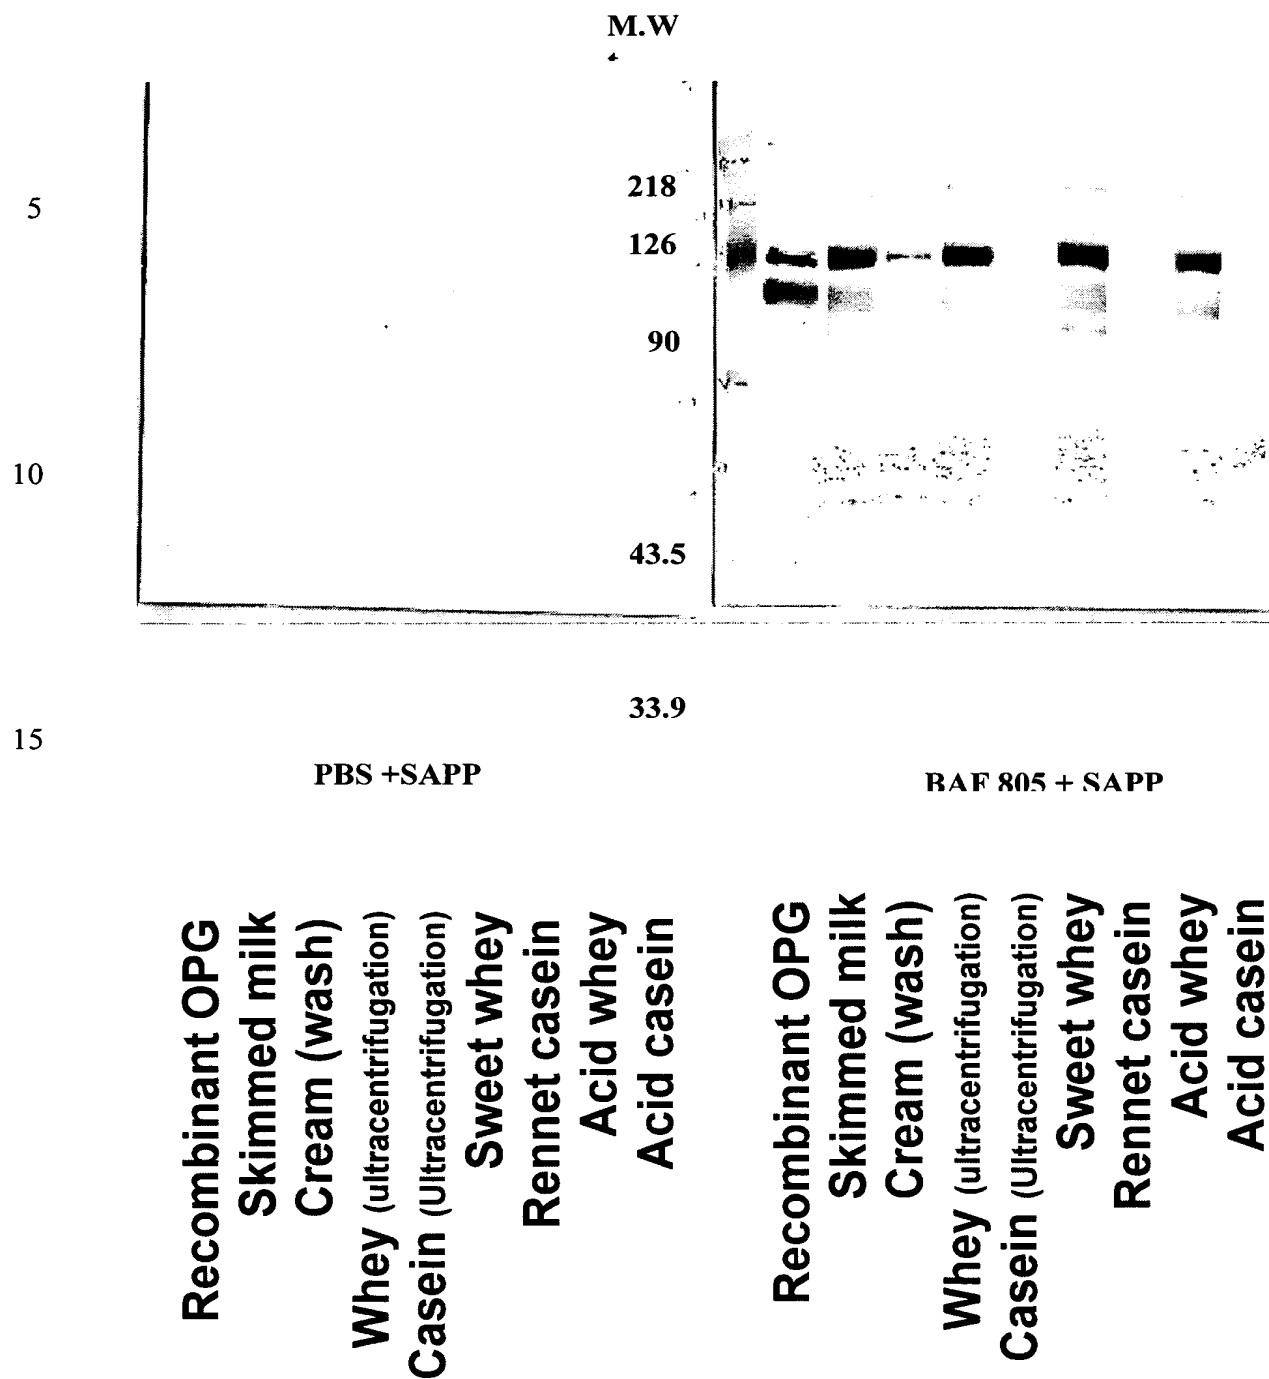 M.W
218
5
126
90
10
43.5
33.9
15
PBS +SAPP
BAF 805 + SAPP
Recombinant OPG
Skimmed milk
Cream (wash)
Whey (ultracentrifugation)
Casein (Ultracentrifugation)
Sweet whey
Rennet casein
Acid whey
Acid casein
Recombinant OPG
Skimmed milk
Cream (wash)
Whey (ultracentrifugation)
Casein (Ultracentrifugation)
Sweet whey
Rennet casein
Acid whey
Acid casein